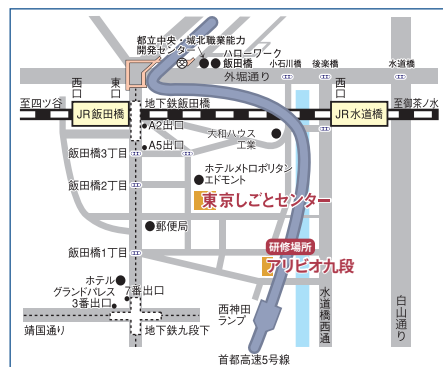 都立中央・城北職業能力
開発センター
ハローワーク
飯田橋
小石川橋
後楽橋
水道橋
外堀通り
西口
東口
西口
至四ツ谷
JR飯田橋
地下鉄飯田橋
JR水道橋
至御茶ノ水
A2出口
大和ハウス
工業
A5出口
飯田橋3丁目
ホテルメトロポリタン
エドモント
飯田橋2丁目
東京しごとセンター
郵便局
研修場所
飯田橋1丁目
アリビオ九段
ホテル
グランドパレス
7番出口
3番出口
西神田
ランプ
水道橋西通
白山通り
靖国通り
地下鉄九段下
首都高速5号線